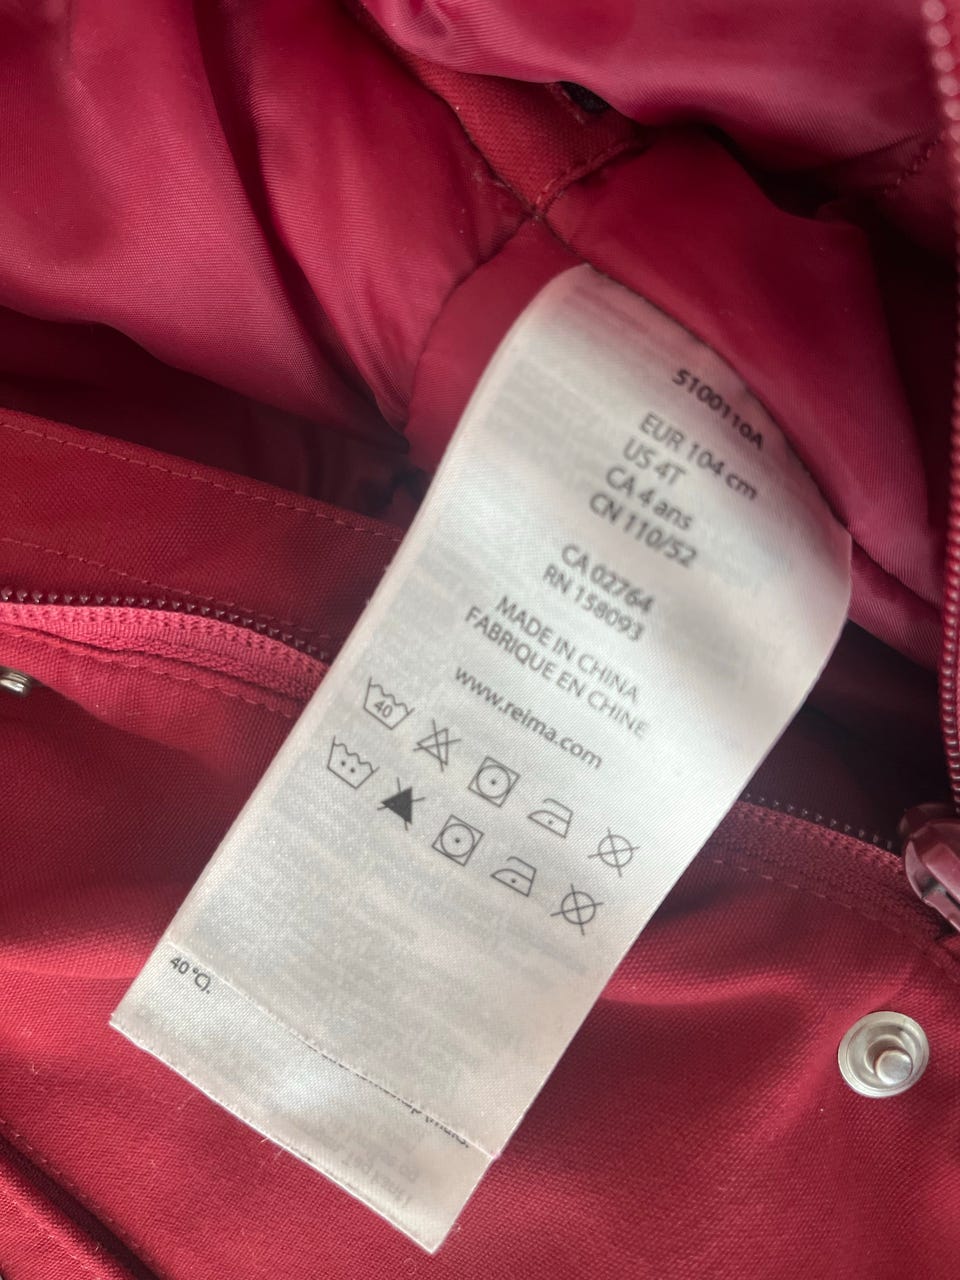 5100110A
EUR 104 cm
US 4T
CA 4 ans
CN 110/52
CA 02764
RN 158093
MADE IN CHINA
FABRIQUE EN CHINE
www.reima.com
40
40 °C).